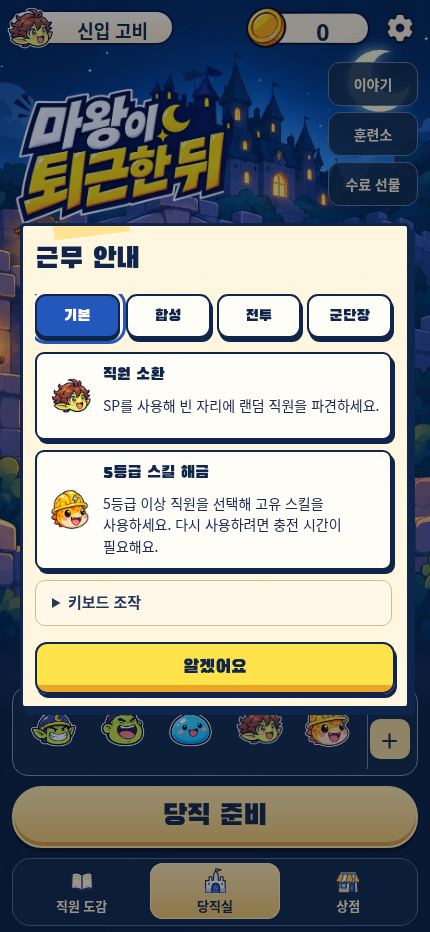 신입 고비
0
이야기
훈련소
수료 선물
마왕이
퇴근한 뒤
근무 안내
기본
합성
전투
군단장
직원 소환
SP를 사용해 빈 자리에 랜덤 직원을 파견하세요.
5등급 스킬 해금
5등급 이상 직원을 선택해 고유 스킬을
사용하세요. 다시 사용하려면 충전 시간이
필요해요.
▶ 키보드 조작
알겠어요
+
당직 준비
직원 도감
당직실
상점